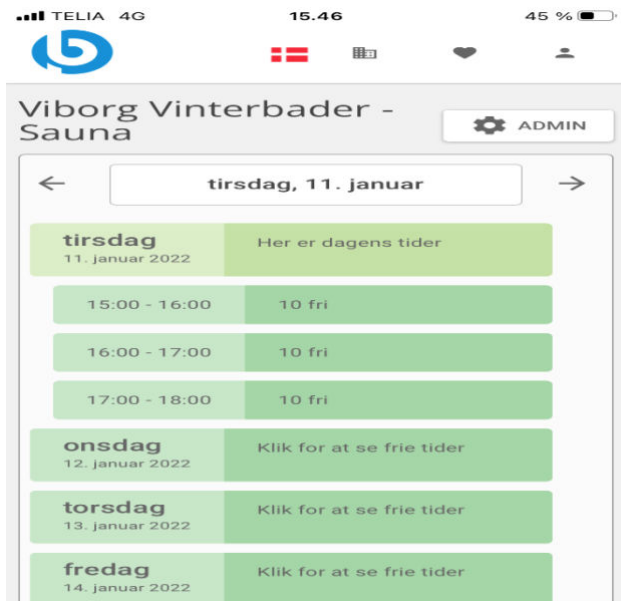 TELIA 4G 15.46 45 %
Viborg Vinterbader -
Sauna
ADMIN
tirsdag, 11. januar
tirsdag
11. januar 2022
Her er dagens tider
15:00 - 16:00 10 fri
16:00 - 17:00 10 fri
17:00 - 18:00 10 fri
onsdag
12. januar 2022
Klik for at se frie tider
torsdag
13. januar 2022
Klik for at se frie tider
fredag
14. januar 2022
Klik for at se frie tider